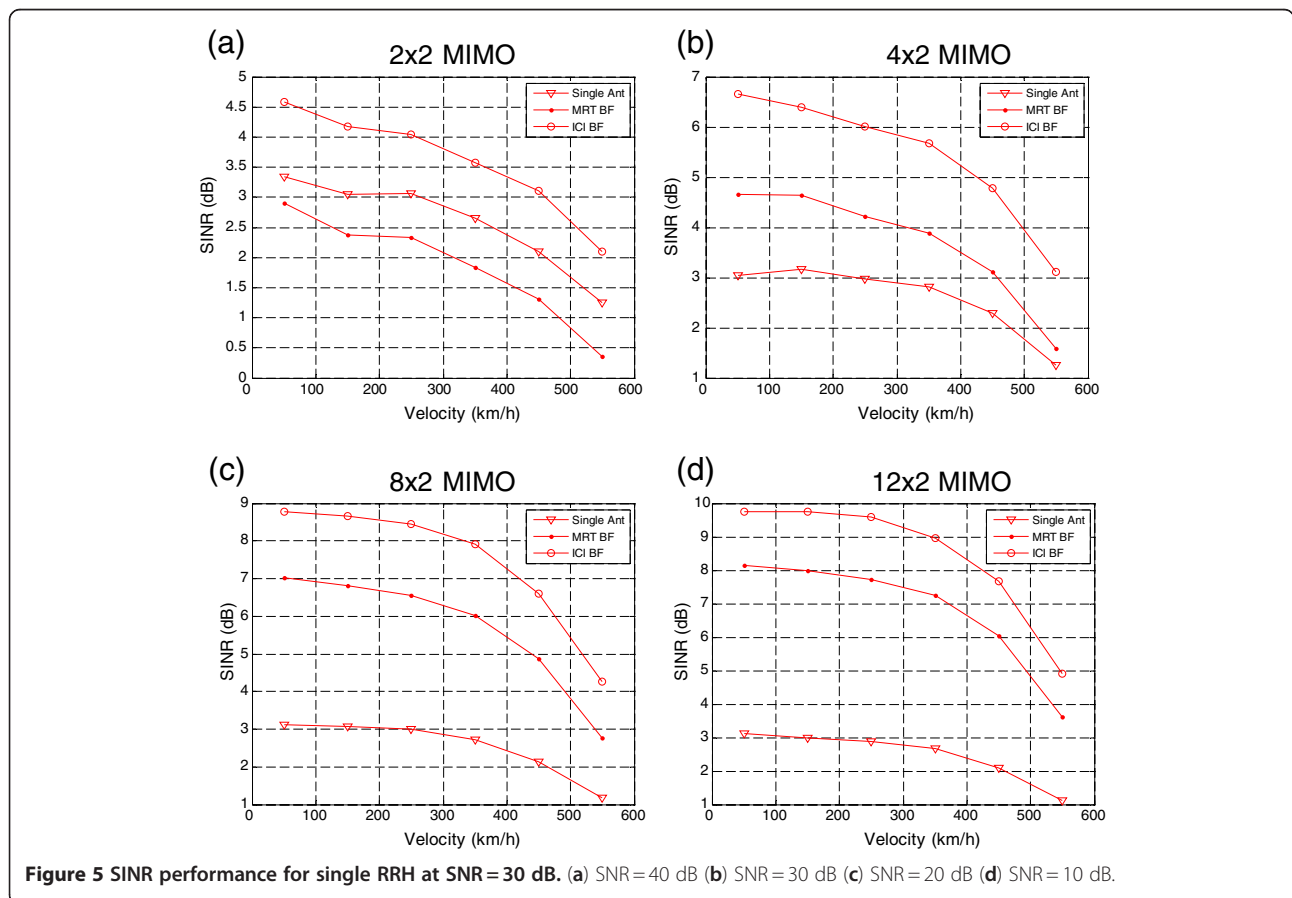 (a)
2x2 MIMO
5
4.5
4
3.5
3
2.5
2
1.5
1
0.5
0
SINR (dB)
Single Ant
MRT BF
ICI BF
0 100 200 300 400 500 600
Velocity (km/h)
(b)
4x2 MIMO
7
6
5
4
3
2
1
SINR (dB)
Single Ant
MRT BF
ICI BF
0 100 200 300 400 500 600
Velocity (km/h)
(c)
8x2 MIMO
9
8
7
6
5
4
3
2
1
SINR (dB)
Single Ant
MRT BF
ICI BF
0 100 200 300 400 500 600
Velocity (km/h)
(d)
12x2 MIMO
10
9
8
7
6
5
4
3
2
1
SINR (dB)
Single Ant
MRT BF
ICI BF
0 100 200 300 400 500 600
Velocity (km/h)
Figure 5 SINR performance for single RRH at SNR = 30 dB. (a) SNR = 40 dB (b) SNR = 30 dB (c) SNR = 20 dB (d) SNR = 10 dB.